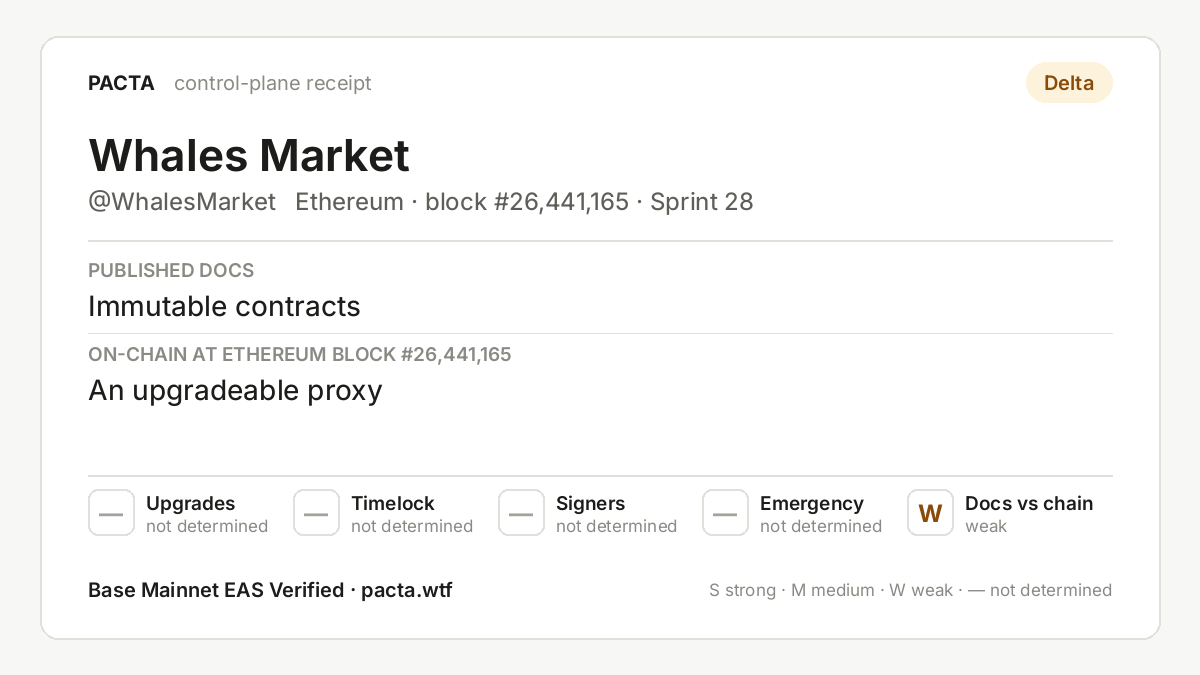 PACTA control-plane receipt
Delta
Whales Market
@WhalesMarket Ethereum · block #26,441,165 · Sprint 28
PUBLISHED DOCS
Immutable contracts
ON-CHAIN AT ETHEREUM BLOCK #26,441,165
An upgradeable proxy
— Upgrades
not determined
— Timelock
not determined
— Signers
not determined
— Emergency
not determined
W Docs vs chain
weak
Base Mainnet EAS Verified · pacta.wtf
S strong · M medium · W weak · — not determined